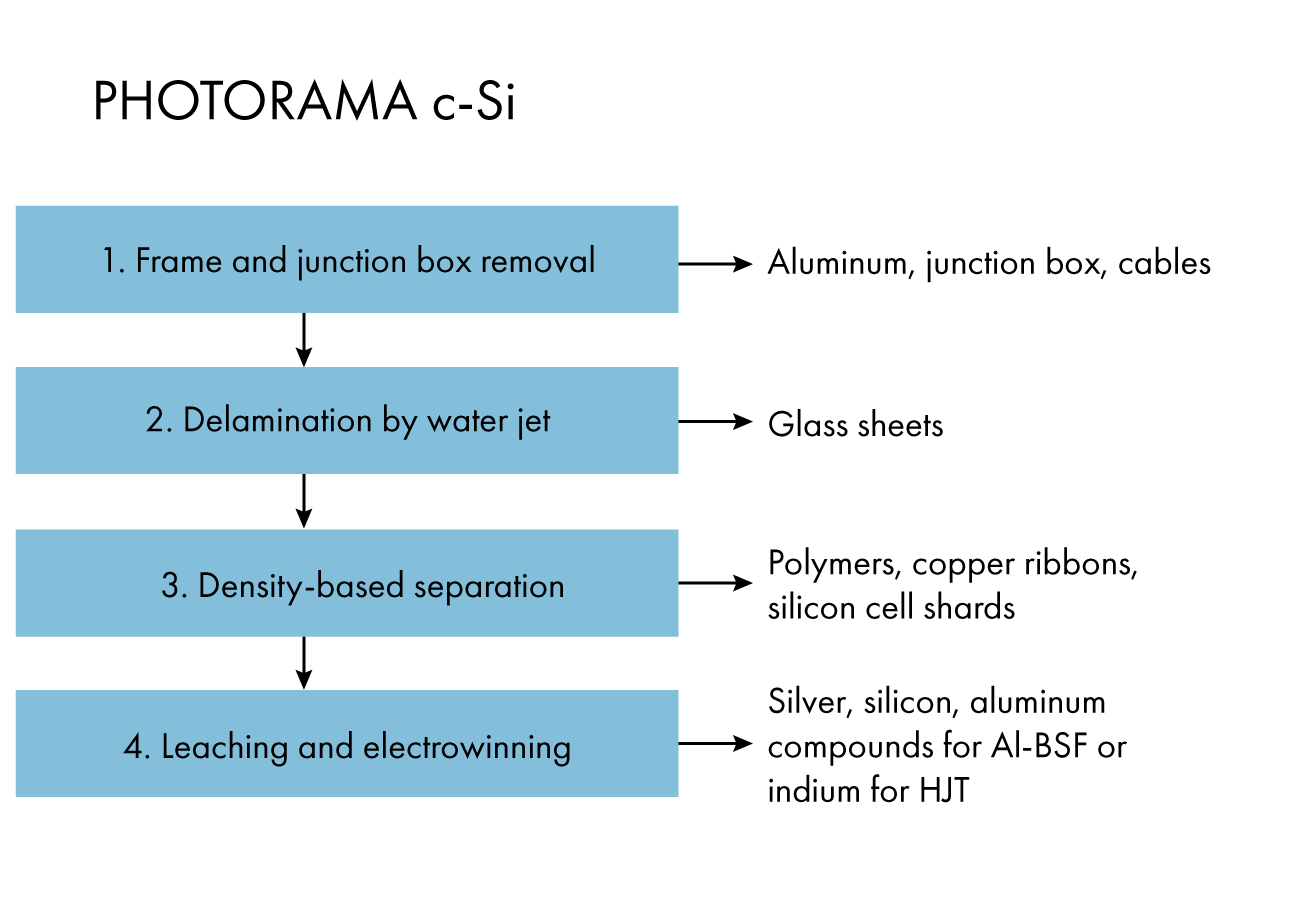 PHOTORAMA c-Si
1. Frame and junction box removal
Aluminum, junction box, cables
2. Delamination by water jet
Glass sheets
3. Density-based separation
Polymers, copper ribbons,
silicon cell shards
4. Leaching and electrowinning
Silver, silicon, aluminum
compounds for Al-BSF or
indium for HJT